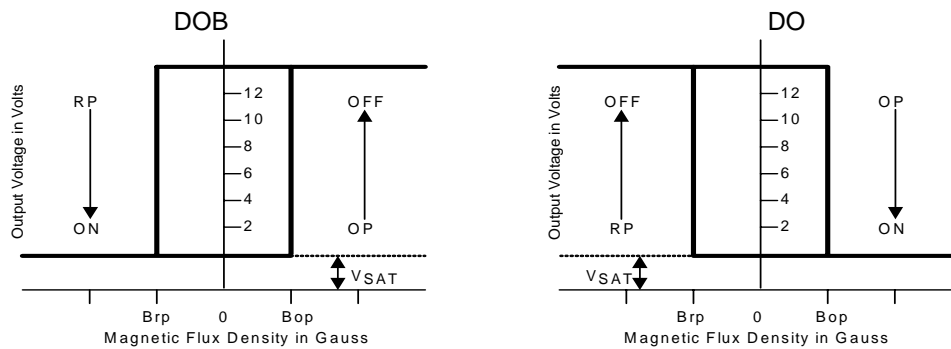 DOB
DO
Output Voltage in Volts
RP
ON
12
10
8
6
4
2
OFF
OP
VSAT
Brp
0
Bop
Magnetic Flux Density in Gauss
Output Voltage in Volts
OFF
RP
12
10
8
6
4
2
OP
ON
VSAT
Brp
0
Bop
Magnetic Flux Density in Gauss